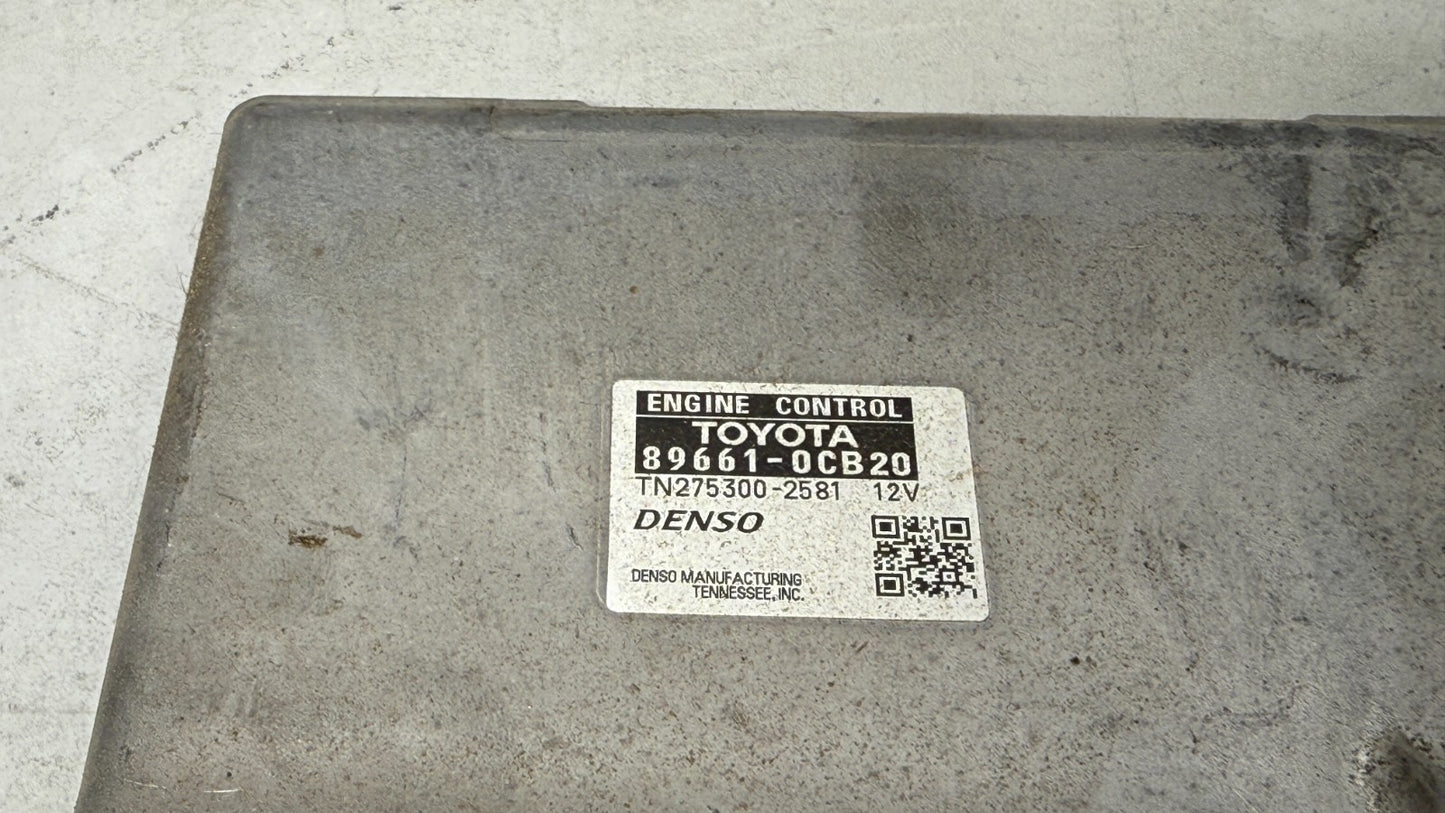 ENGINE CONTROL
TOYOTA
89661-0CB20
TN275300-2581 12V
DENSO
DENSO MANUFACTURING
TENNESSEE, INC.